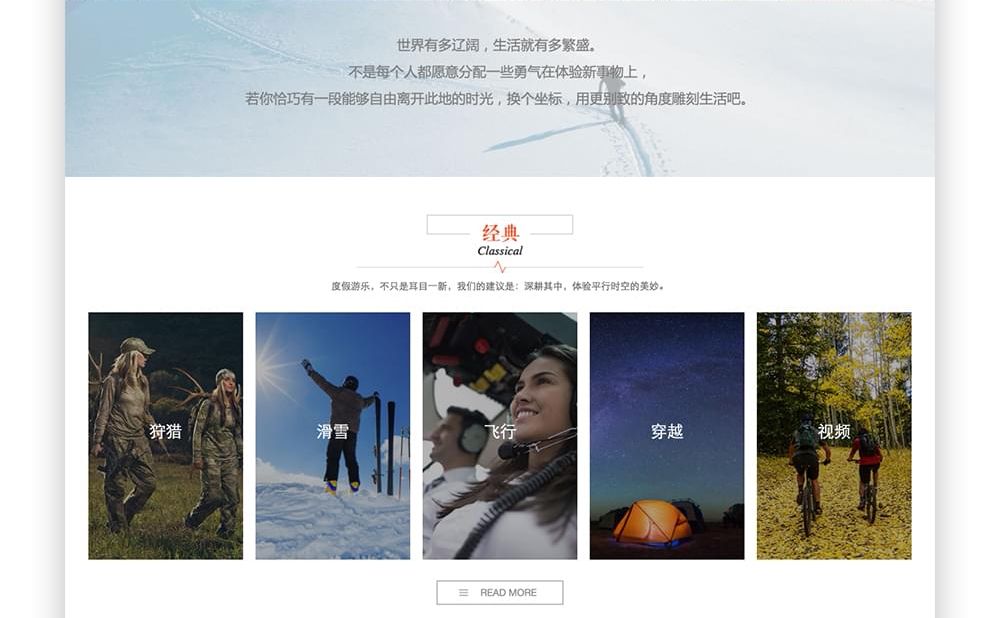 世界有多辽阔，生活就有多繁盛。
不是每个人都愿意分配一些勇气在体验新事物上，
若你恰巧有一段能够自由离开此地的时光，换个坐标，用更别致的角度雕刻生活吧。
经典
Classical
度假游乐，不只是耳目一新，我们的建议是：深耕其中，体验平行时空的美妙。
狩猎
滑雪
飞行
穿越
视频
READ MORE